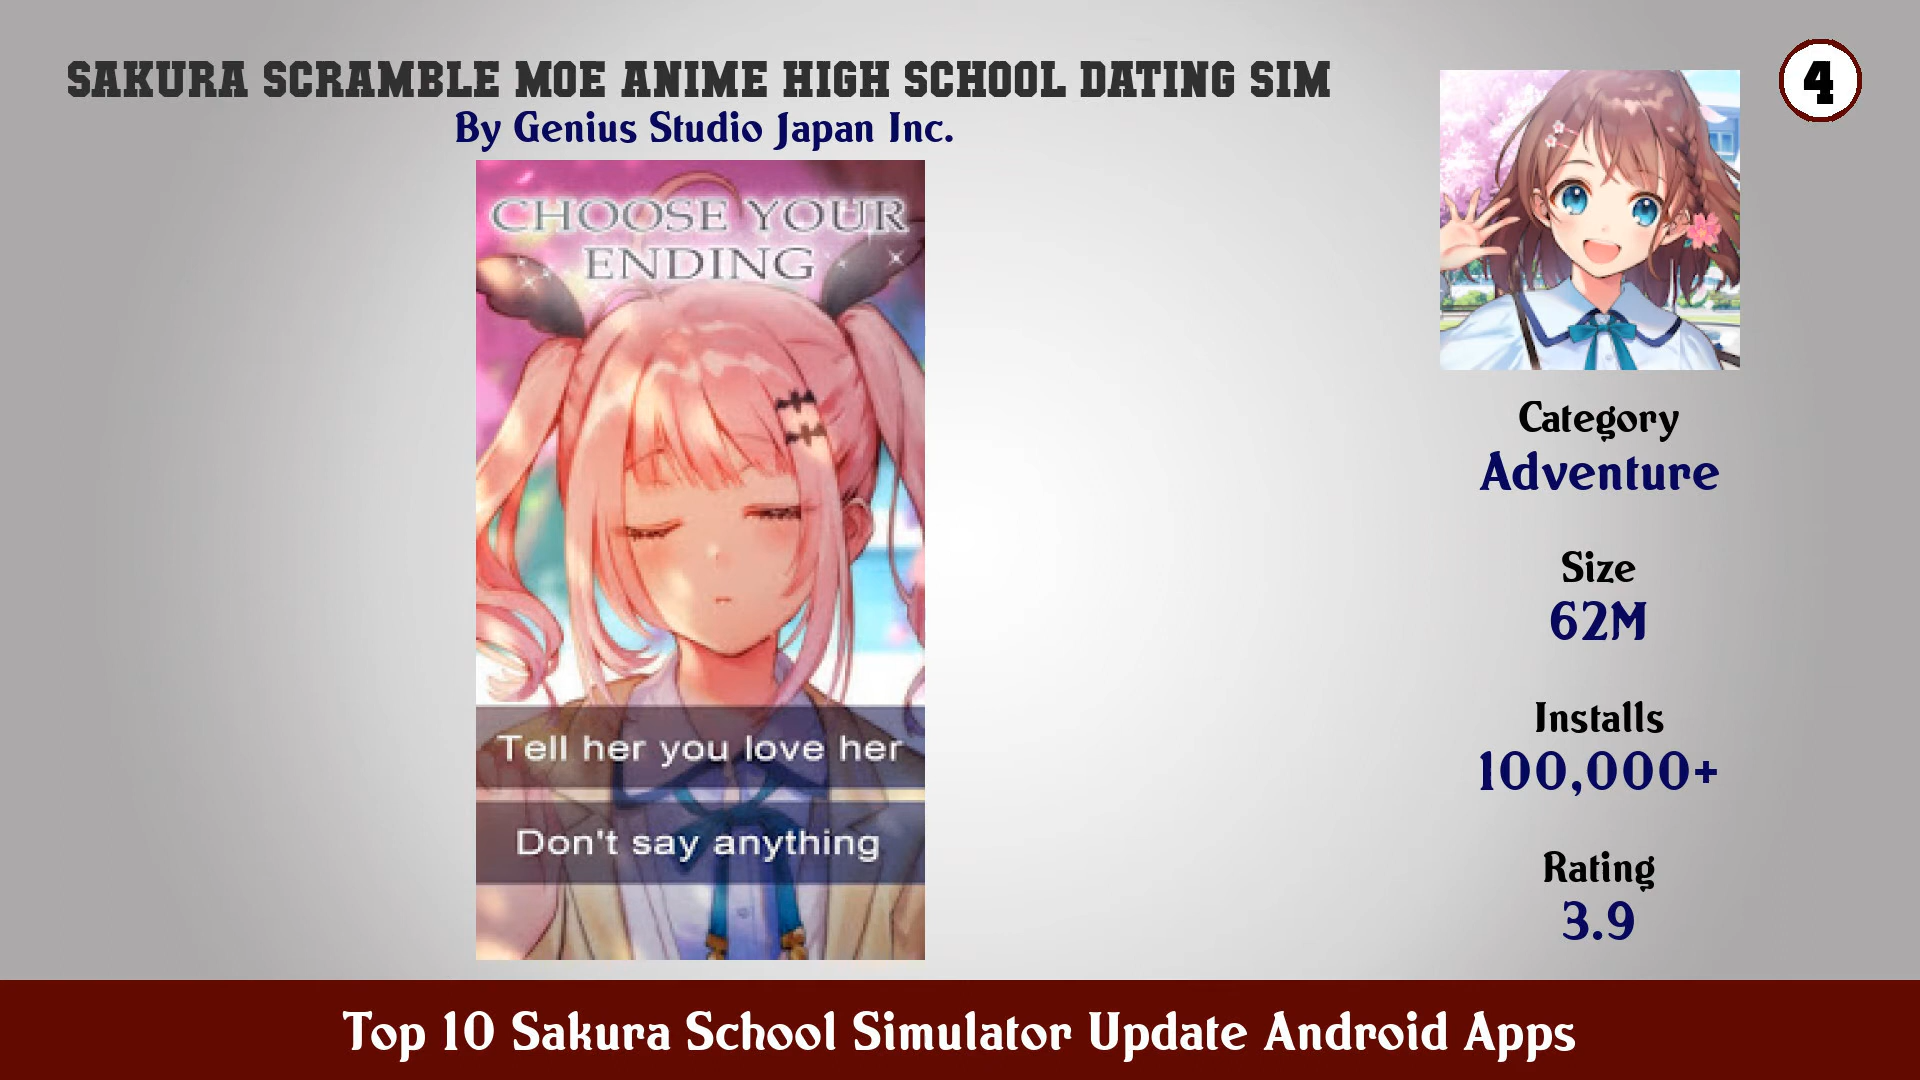 SAKURA SCRAMBLE MOE ANIME HIGH SCHOOL DATING SIM
By Genius Studio Japan Inc.
4
CHOOSE YOUR
ENDING
Tell her you love her
Don't say anything
Category
Adventure
Size
62M
Installs
100,000+
Rating
3.9
Top 10 Sakura School Simulator Update Android Apps